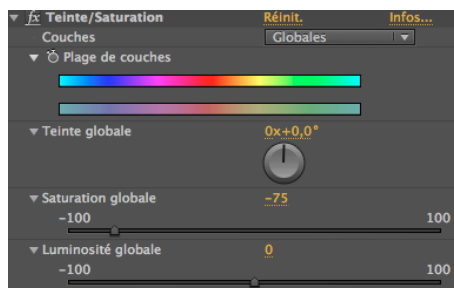 fx Teinte/Saturation Réinit. Infos...
Couches Globales
Plage de couches
Teinte globale 0x+0,0°
Saturation globale -75
-100 100
Luminosité globale 0
-100 100